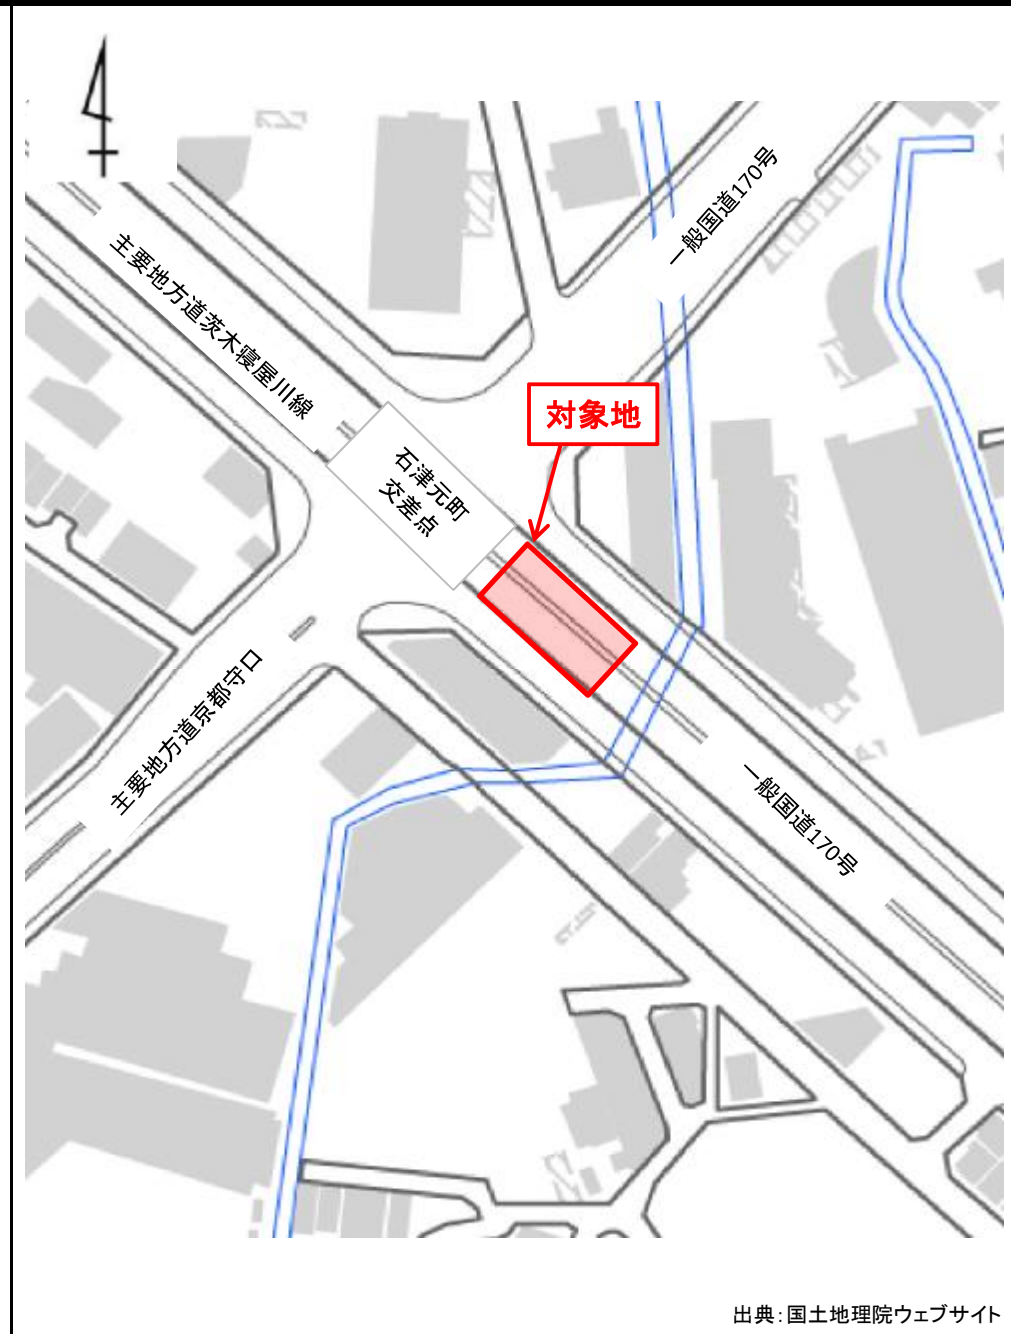 一般国道170号
主要地方道茨木寝屋川線
対象地
石津元町
交差点
主要地方道京都守口
一般国道170号
出典：国土地理院ウェブサイト